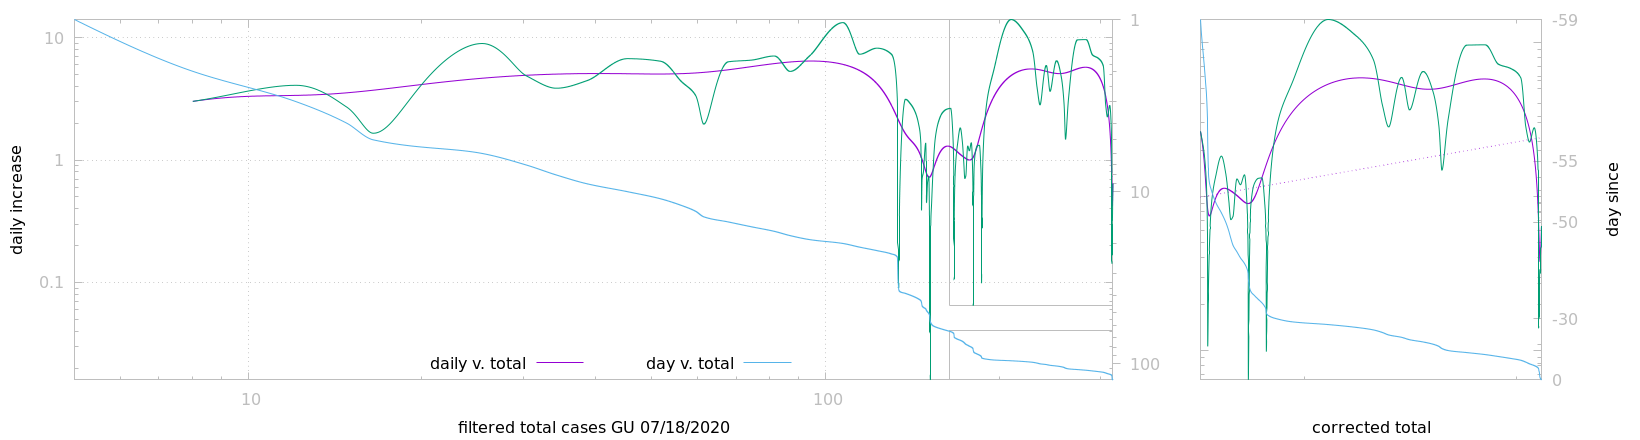 10
1
0.1
daily increase
10
100
filtered total cases GU 07/18/2020
daily v. total
day v. total
1
10
100
-59
-55
-50
-30
0
day since
corrected total